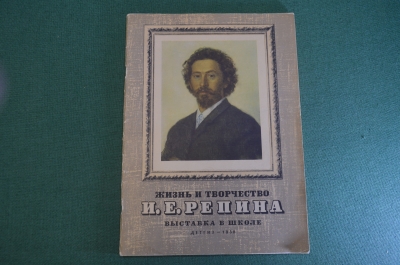 ЖИЗНЬ И ТВОРЧЕСТВО
И. Е. РЕПИНА
ВЫСТАВКА В ШКОЛЕ